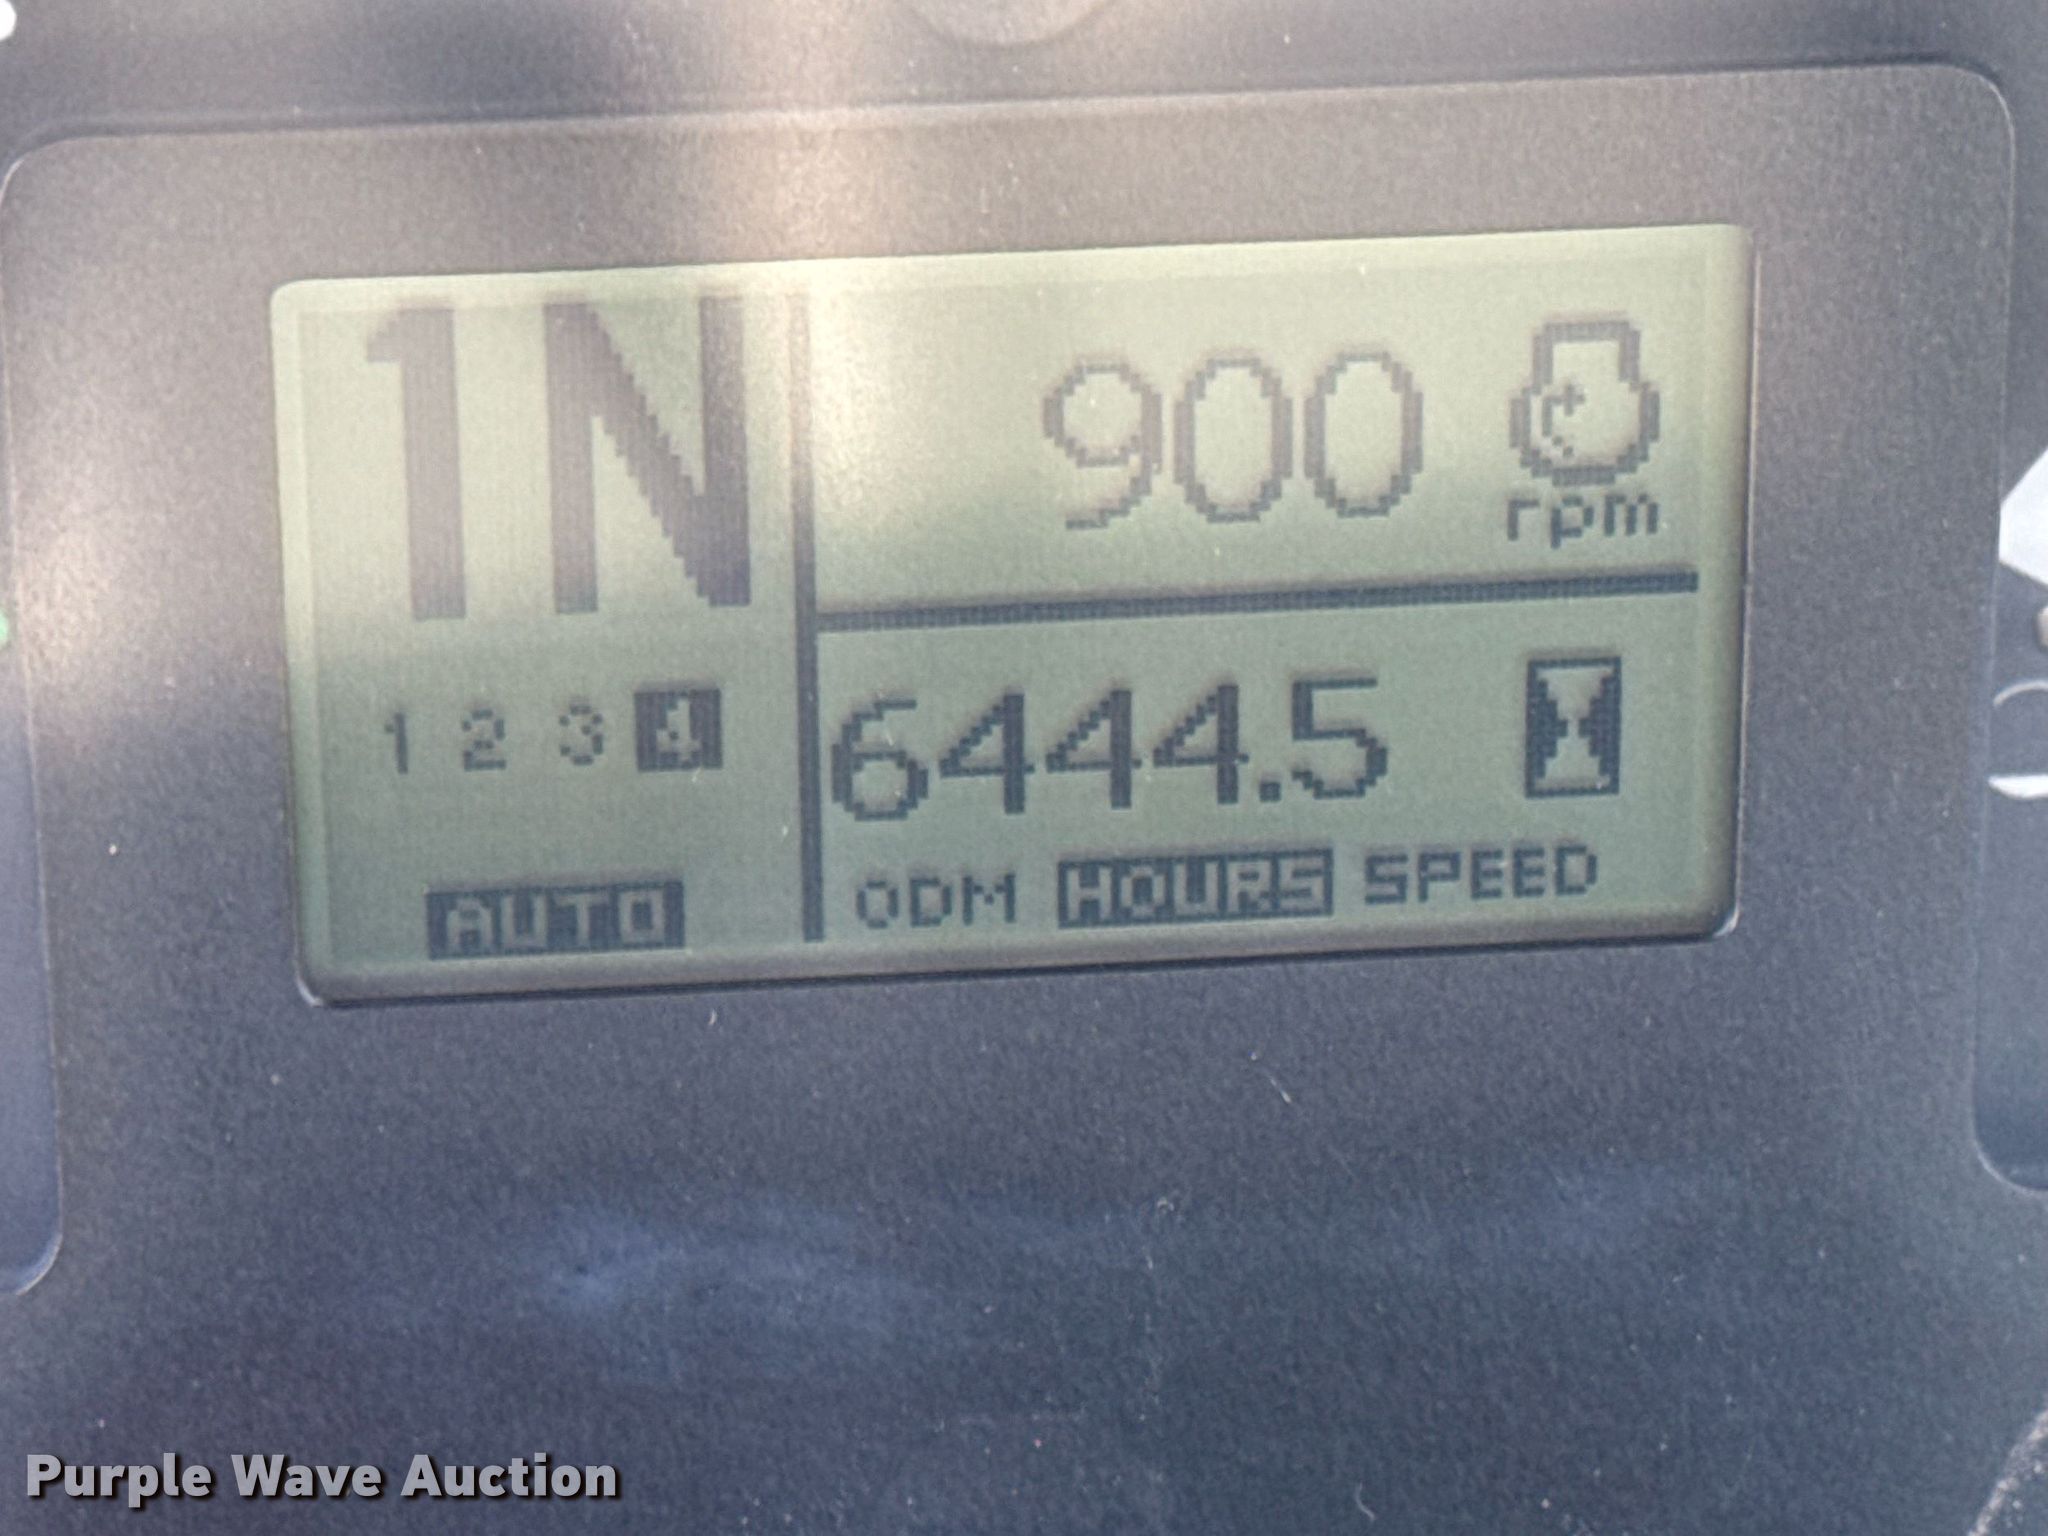 1N
900
rpm
1 2 3 4
6444.5
AUTO
ODM HOURS SPEED
Purple Wave Auction